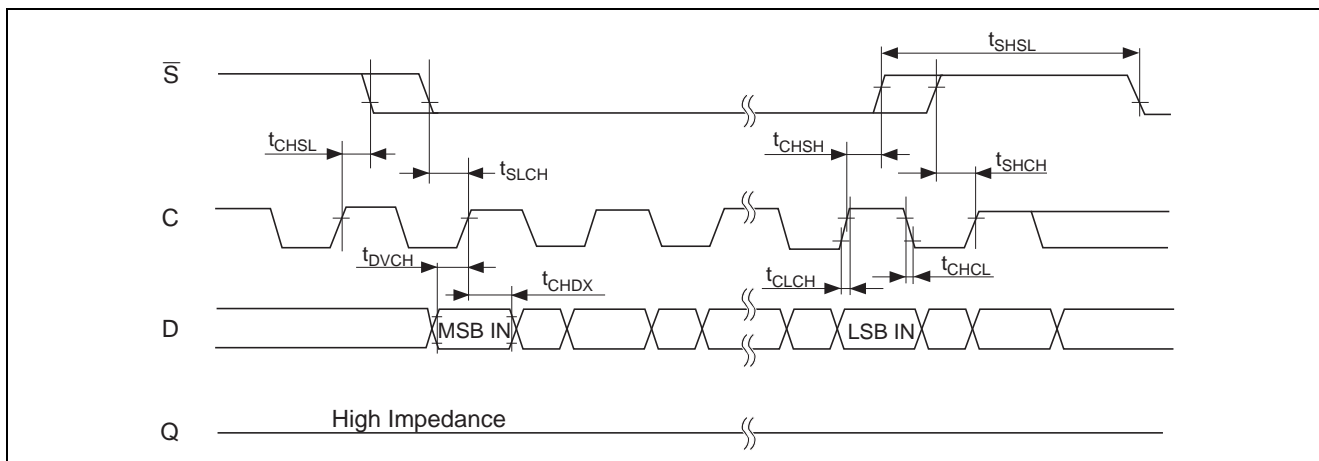 tSHSL
S̅
tCHSL
tSLCH
tCHSH
tSHCH
C
tDVCH
tCHDX
tCLCH
tCHCL
D
MSB IN
LSB IN
High Impedance
Q